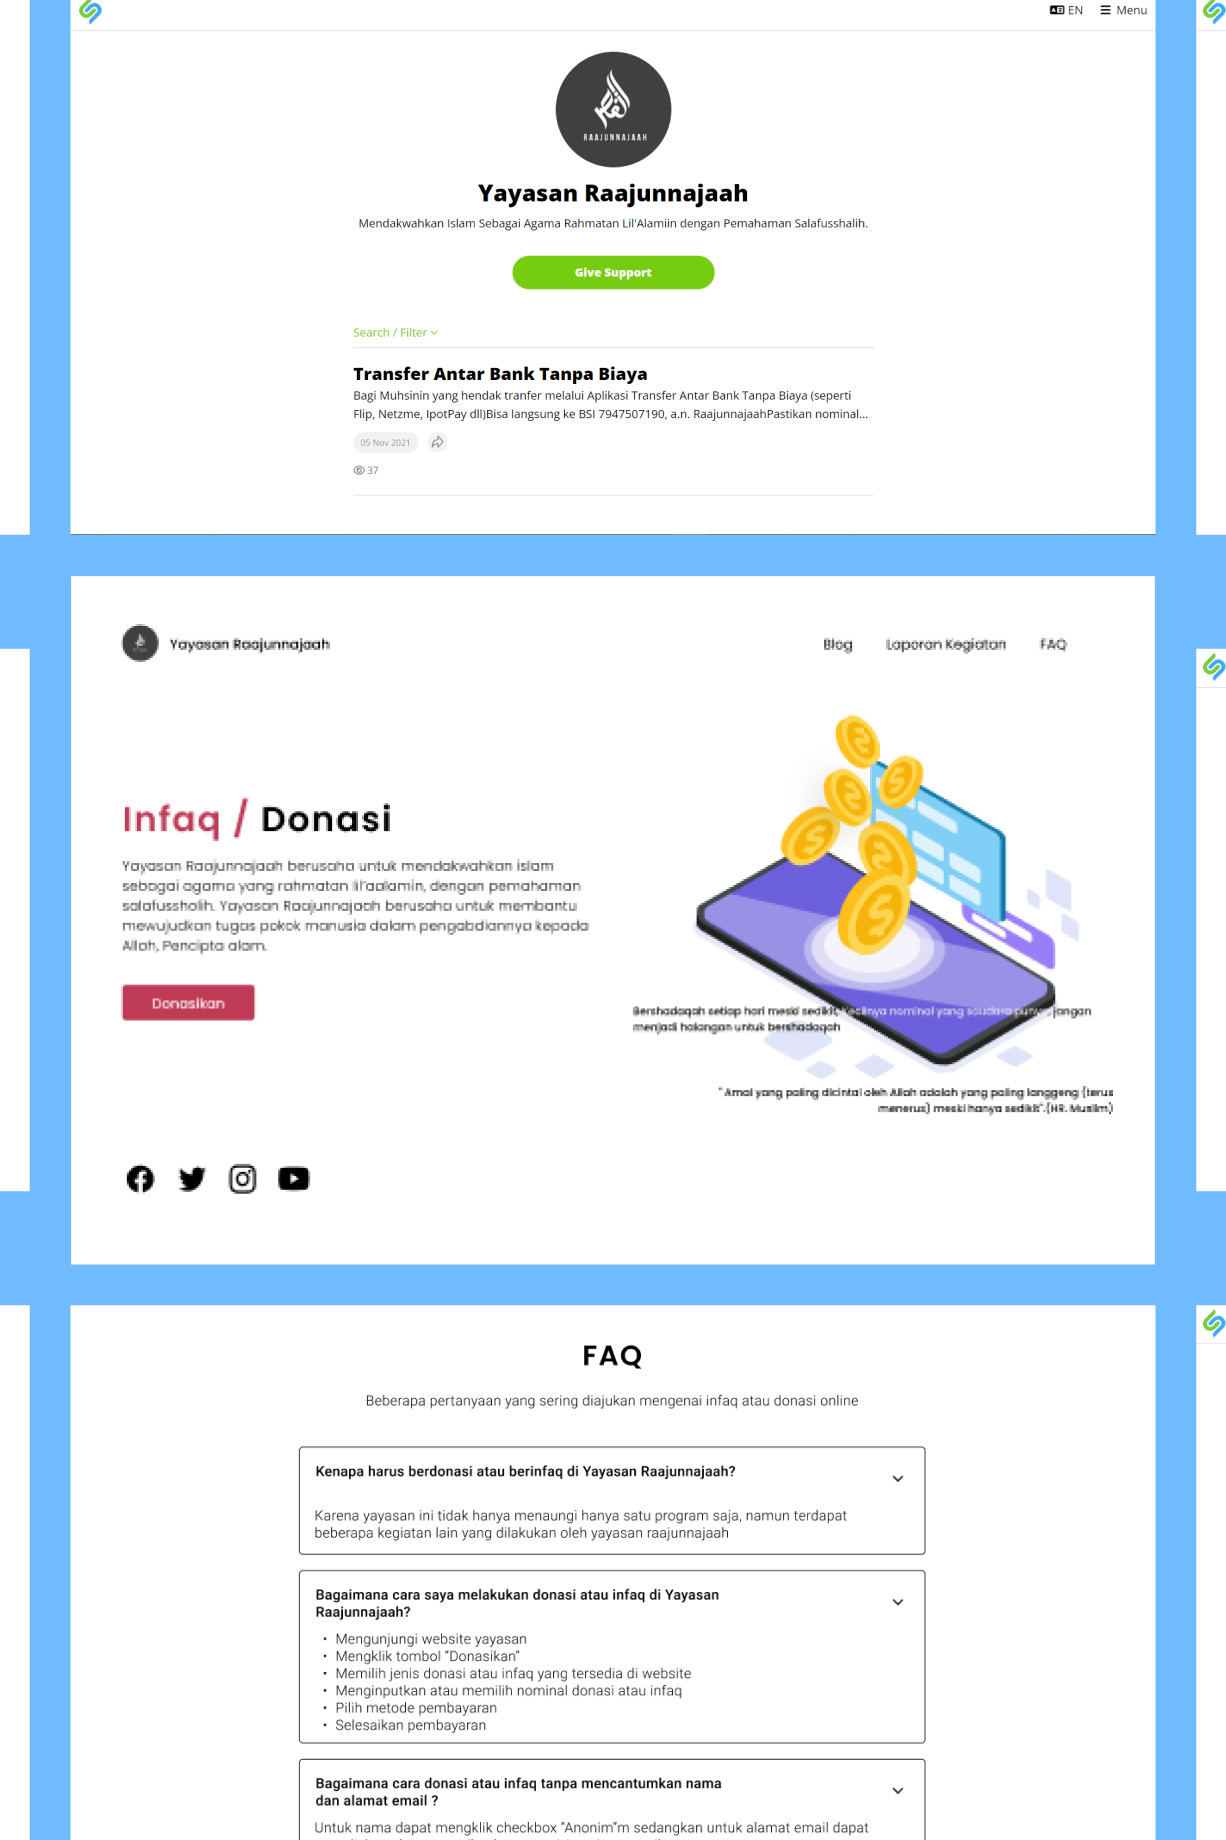 EN Menu
RAAJUNNAJAAH
Yayasan Raajunnajaah
Mendakwahkan Islam Sebagai Agama Rahmatan Lil'Alamiin dengan Pemahaman Salafusshalih.
Give Support
Search / Filter
Transfer Antar Bank Tanpa Biaya
Bagi Muhsinin yang hendak tranfer melalui Aplikasi Transfer Antar Bank Tanpa Biaya (seperti
Flip, Netzme, IpotPay dll)Bisa langsung ke BSI 7947507190, a.n. RaajunnajaahPastikan nominal...
05 Nov 2021
37
Yayasan Raajunnajaah
Blog Laporan Kegiatan FAQ
Infaq / Donasi
Yayasan Raajunnajaah berusaha untuk mendakwahkan islam
sebagai agama yang rahmatan lil'aalamin, dengan pemahaman
salafussholih. Yayasan Raajunnajaah berusaha untuk membantu
mewujudkan tugas pokok manusia dalam pengabdiannya kepada
Allah, Pencipta alam.
Donasikan
Bershadaqah setiap hari meski sedikit, Kecilnya nominal yang saudara punya, jangan
menjadi halangan untuk bershadaqah
" Amal yang paling dicintai oleh Allah adalah yang paling langgeng (terus
menerus) meski hanya sedikit".(HR. Muslim)
FAQ
Beberapa pertanyaan yang sering diajukan mengenai infaq atau donasi online
Kenapa harus berdonasi atau berinfaq di Yayasan Raajunnajaah?
Karena yayasan ini tidak hanya menaungi hanya satu program saja, namun terdapat
beberapa kegiatan lain yang dilakukan oleh yayasan raajunnajaah
Bagaimana cara saya melakukan donasi atau infaq di Yayasan
Raajunnajaah?
• Mengunjungi website yayasan
• Mengklik tombol "Donasikan"
• Memilih jenis donasi atau infaq yang tersedia di website
• Menginputkan atau memilih nominal donasi atau infaq
• Pilih metode pembayaran
• Selesaikan pembayaran
Bagaimana cara donasi atau infaq tanpa mencantumkan nama
dan alamat email ?
Untuk nama dapat mengklik checkbox "Anonim"m sedangkan untuk alamat email dapat